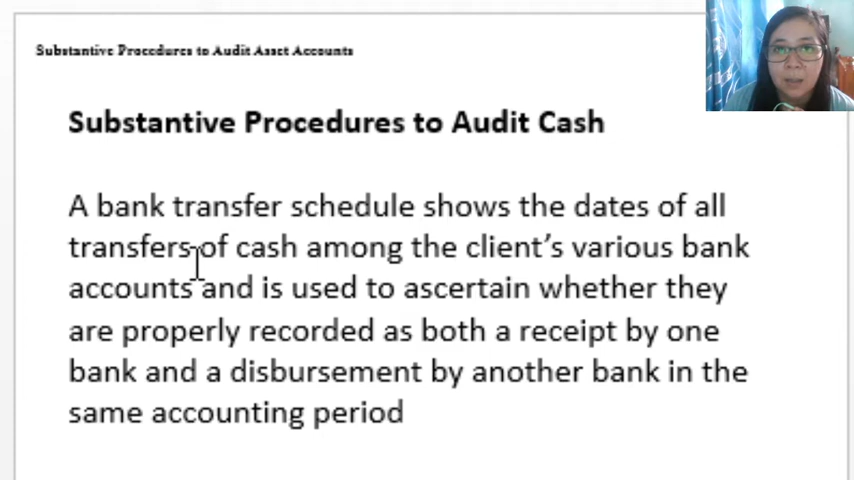 Substantive Procedures to Audit Asset Accounts
Substantive Procedures to Audit Cash
A bank transfer schedule shows the dates of all
transfers of cash among the client's various bank
accounts and is used to ascertain whether they
are properly recorded as both a receipt by one
bank and a disbursement by another bank in the
same accounting period